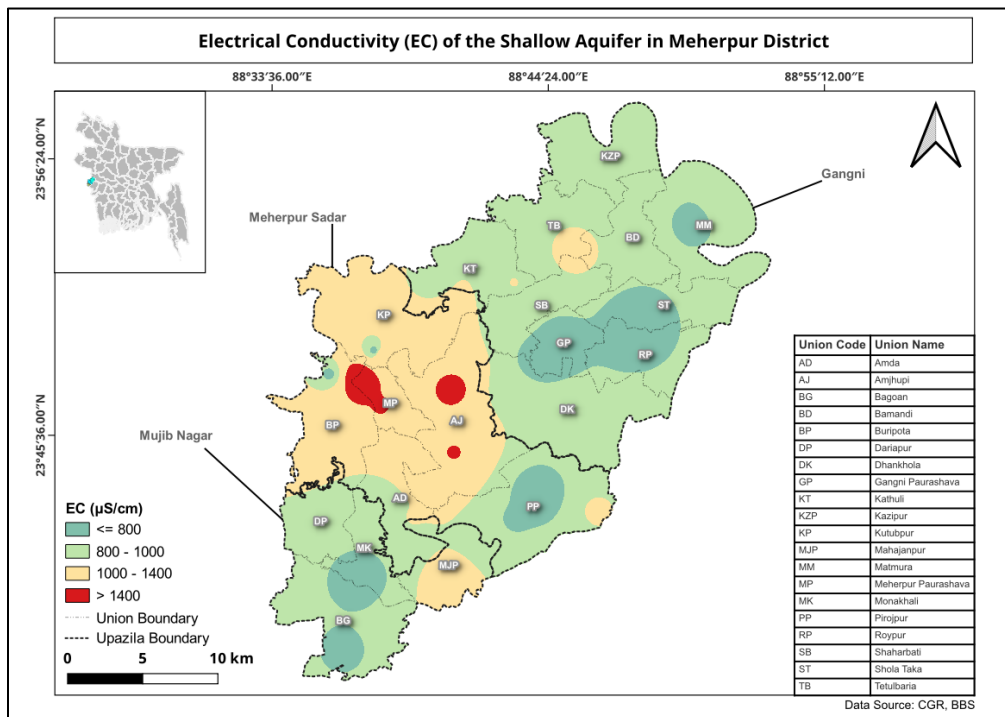 Electrical Conductivity (EC) of the Shallow Aquifer in Meherpur District
88°33′36.00″E 88°44′24.00″E 88°55′12.00″E
23°56′24.00″N
23°45′36.00″N
Gangni
Meherpur Sadar
Mujib Nagar
KZP
TB
BD
MM
KT
SB
ST
KP
GP
RP
MP
AJ
BP
DK
AD
PP
DP
MK
MJP
BG
EC (µS/cm)
<= 800
800 - 1000
1000 - 1400
> 1400
Union Boundary
Upazila Boundary
0 5 10 km
Union Code Union Name
AD Amda
AJ Amjhupi
BG Bagoan
BD Bamandi
BP Buripota
DP Dariapur
DK Dhankhola
GP Gangni Paurashava
KT Kathuli
KZP Kazipur
KP Kutubpur
MJP Mahajanpur
MM Matmura
MP Meherpur Paurashava
MK Monakhali
PP Pirojpur
RP Roypur
SB Shaharbati
ST Shola Taka
TB Tetulbaria
Data Source: CGR, BBS